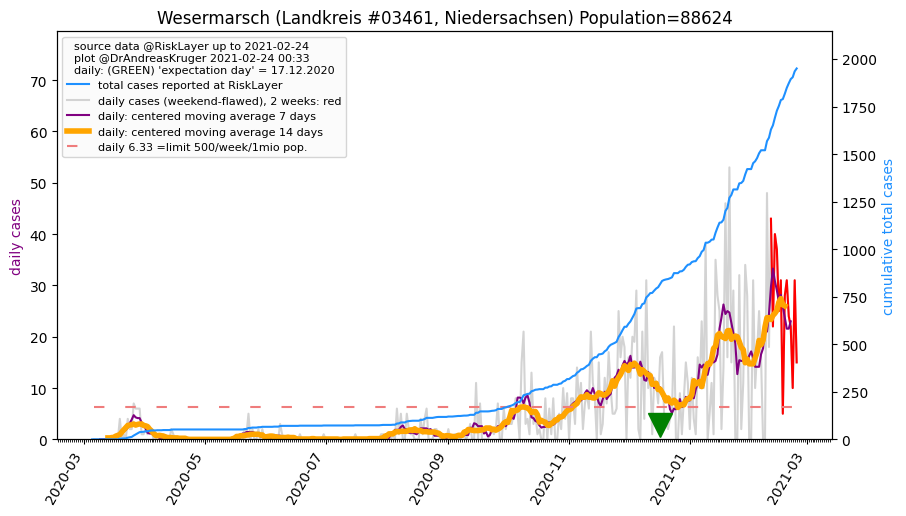 Wesermarsch (Landkreis #03461, Niedersachsen) Population=88624
source data @RiskLayer up to 2021-02-24
plot @DrAndreasKruger 2021-02-24 00:33
daily: (GREEN) 'expectation day' = 17.12.2020
total cases reported at RiskLayer
daily cases (weekend-flawed), 2 weeks: red
daily: centered moving average 7 days
daily: centered moving average 14 days
daily 6.33 =limit 500/week/1mio pop.
daily cases
70
60
50
40
30
20
10
0
cumulative total cases
2000
1750
1500
1250
1000
750
500
250
0
2020-03
2020-05
2020-07
2020-09
2020-11
2021-01
2021-03